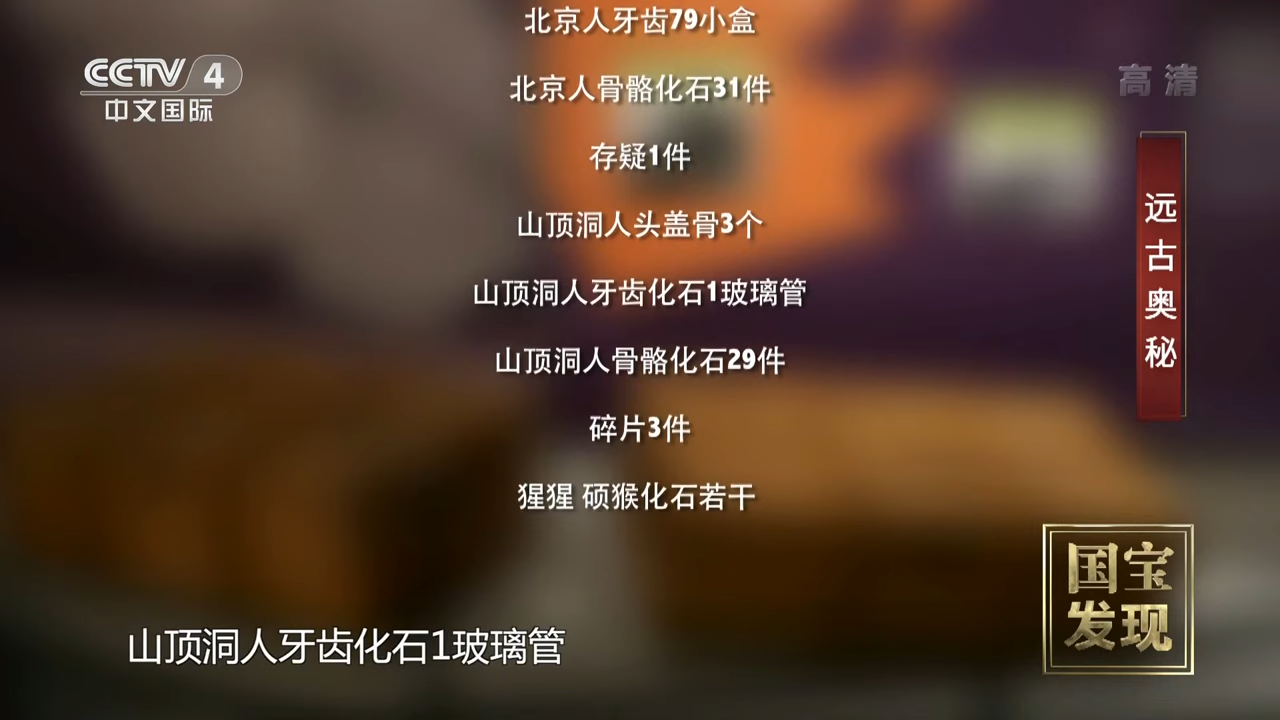 北京人牙齿79小盒
北京人骨骼化石31件
存疑1件
山顶洞人头盖骨3个
山顶洞人牙齿化石1玻璃管
山顶洞人骨骼化石29件
碎片3件
猩猩 硕猴化石若干
CCTV 4
中文国际
高清
远古奥秘
国宝
发现
山顶洞人牙齿化石1玻璃管